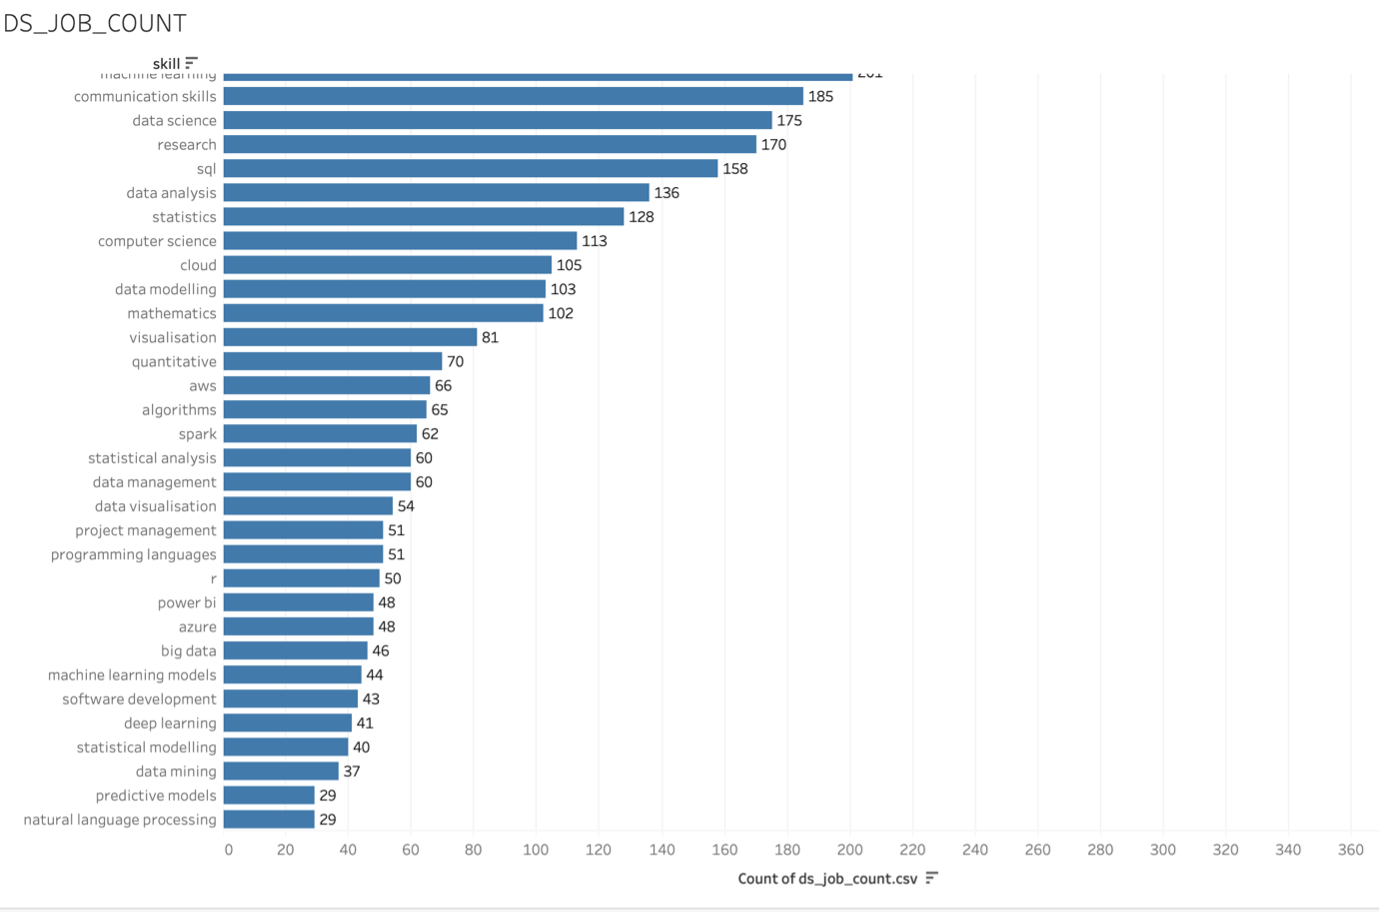 DS_JOB_COUNT
skill
machine learning 201
communication skills 185
data science 175
research 170
sql 158
data analysis 136
statistics 128
computer science 113
cloud 105
data modelling 103
mathematics 102
visualisation 81
quantitative 70
aws 66
algorithms 65
spark 62
statistical analysis 60
data management 60
data visualisation 54
project management 51
programming languages 51
r 50
power bi 48
azure 48
big data 46
machine learning models 44
software development 43
deep learning 41
statistical modelling 40
data mining 37
predictive models 29
natural language processing 29
0 20 40 60 80 100 120 140 160 180 200 220 240 260 280 300 320 340 360
Count of ds_job_count.csv